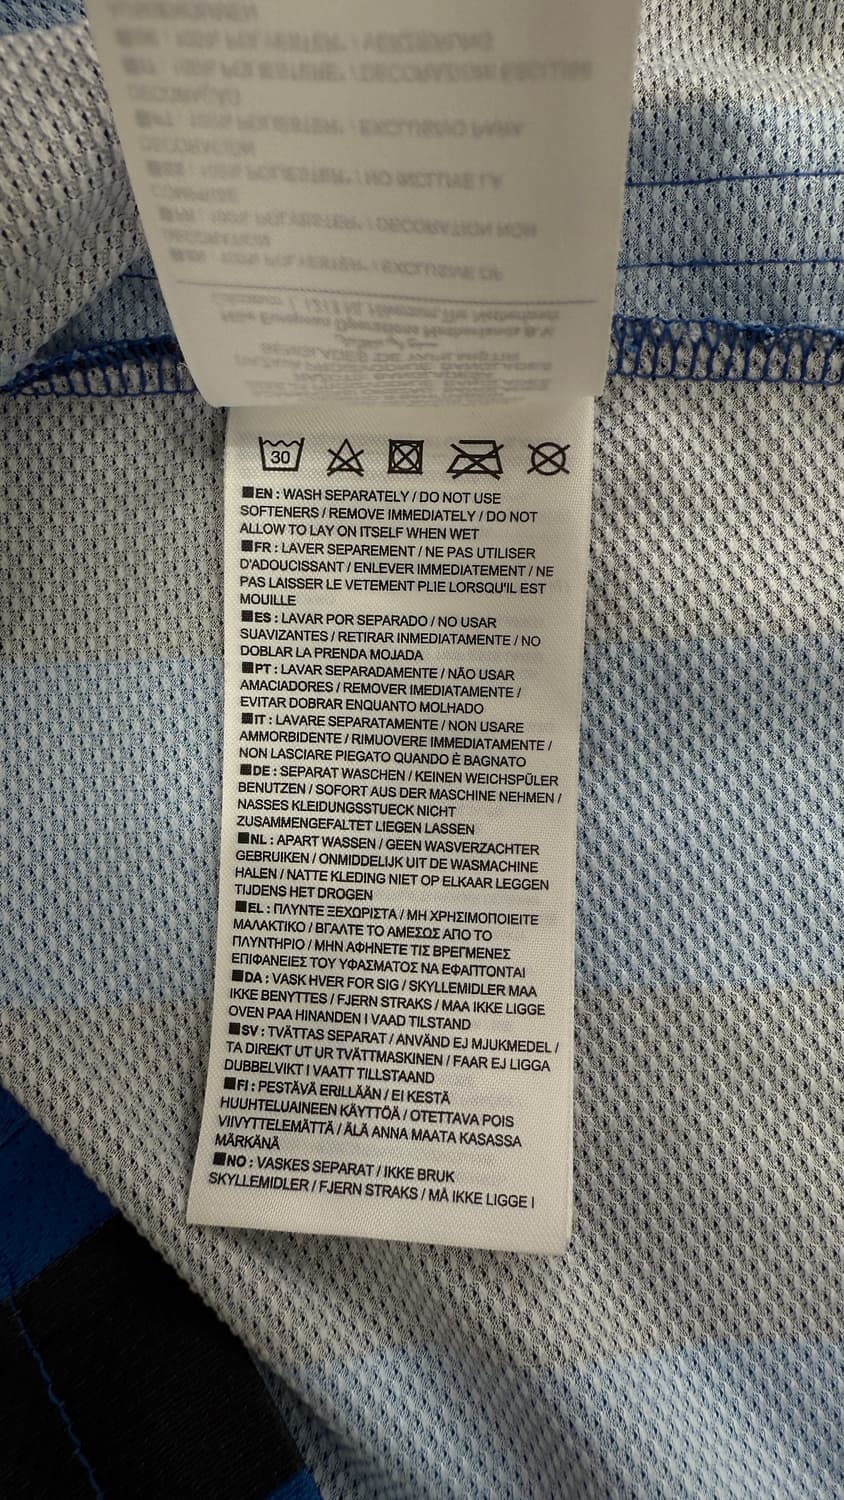 30
EN : WASH SEPARATELY / DO NOT USE
SOFTENERS / REMOVE IMMEDIATELY / DO NOT
ALLOW TO LAY ON ITSELF WHEN WET
FR : LAVER SEPAREMENT / NE PAS UTILISER
D'ADOUCISSANT / ENLEVER IMMEDIATEMENT / NE
PAS LAISSER LE VETEMENT PLIE LORSQU'IL EST
MOUILLE
ES : LAVAR POR SEPARADO / NO USAR
SUAVIZANTES / RETIRAR INMEDIATAMENTE / NO
DOBLAR LA PRENDA MOJADA
PT : LAVAR SEPARADAMENTE / NÃO USAR
AMACIADORES / REMOVER IMEDIATAMENTE /
EVITAR DOBRAR ENQUANTO MOLHADO
IT : LAVARE SEPARATAMENTE / NON USARE
AMMORBIDENTE / RIMUOVERE IMMEDIATAMENTE /
NON LASCIARE PIEGATO QUANDO È BAGNATO
DE : SEPARAT WASCHEN / KEINEN WEICHSPÜLER
BENUTZEN / SOFORT AUS DER MASCHINE NEHMEN /
NASSES KLEIDUNGSSTUECK NICHT
ZUSAMMENGEFALTET LIEGEN LASSEN
NL : APART WASSEN / GEEN WASVERZACHTER
GEBRUIKEN / ONMIDDELIJK UIT DE WASMACHINE
HALEN / NATTE KLEDING NIET OP ELKAAR LEGGEN
TIJDENS HET DROGEN
EL : ΠΛΥΝΤΕ ΞΕΧΩΡΙΣΤΑ / ΜΗ ΧΡΗΣΙΜΟΠΟΙΕΙΤΕ
ΜΑΛΑΚΤΙΚΟ / ΒΓΑΛΤΕ ΤΟ ΑΜΕΣΩΣ ΑΠΟ ΤΟ
ΠΛΥΝΤΗΡΙΟ / ΜΗΝ ΑΦΗΝΕΤΕ ΤΙΣ ΒΡΕΓΜΕΝΕΣ
ΕΠΙΦΑΝΕΙΕΣ ΤΟΥ ΥΦΑΣΜΑΤΟΣ ΝΑ ΕΦΑΠΤΟΝΤΑΙ
DA : VASK HVER FOR SIG / SKYLLEMIDLER MAA
IKKE BENYTTES / FJERN STRAKS / MAA IKKE LIGGE
OVEN PAA HINANDEN I VAAD TILSTAND
SV : TVÄTTAS SEPARAT / ANVÄND EJ MJUKMEDEL /
TA DIREKT UT UR TVÄTTMASKINEN / FAAR EJ LIGGA
DUBBELVIKT I VAATT TILLSTAAND
FI : PESTÄVÄ ERILLÄÄN / EI KESTÄ
HUUHTELUAINEEN KÄYTTÖÄ / OTETTAVA POIS
VIIVYTTELEMÄTTÄ / ÄLÄ ANNA MAATA KASASSA
MÄRKÄNÄ
NO : VASKES SEPARAT / IKKE BRUK
SKYLLEMIDLER / FJERN STRAKS / MÅ IKKE LIGGE I